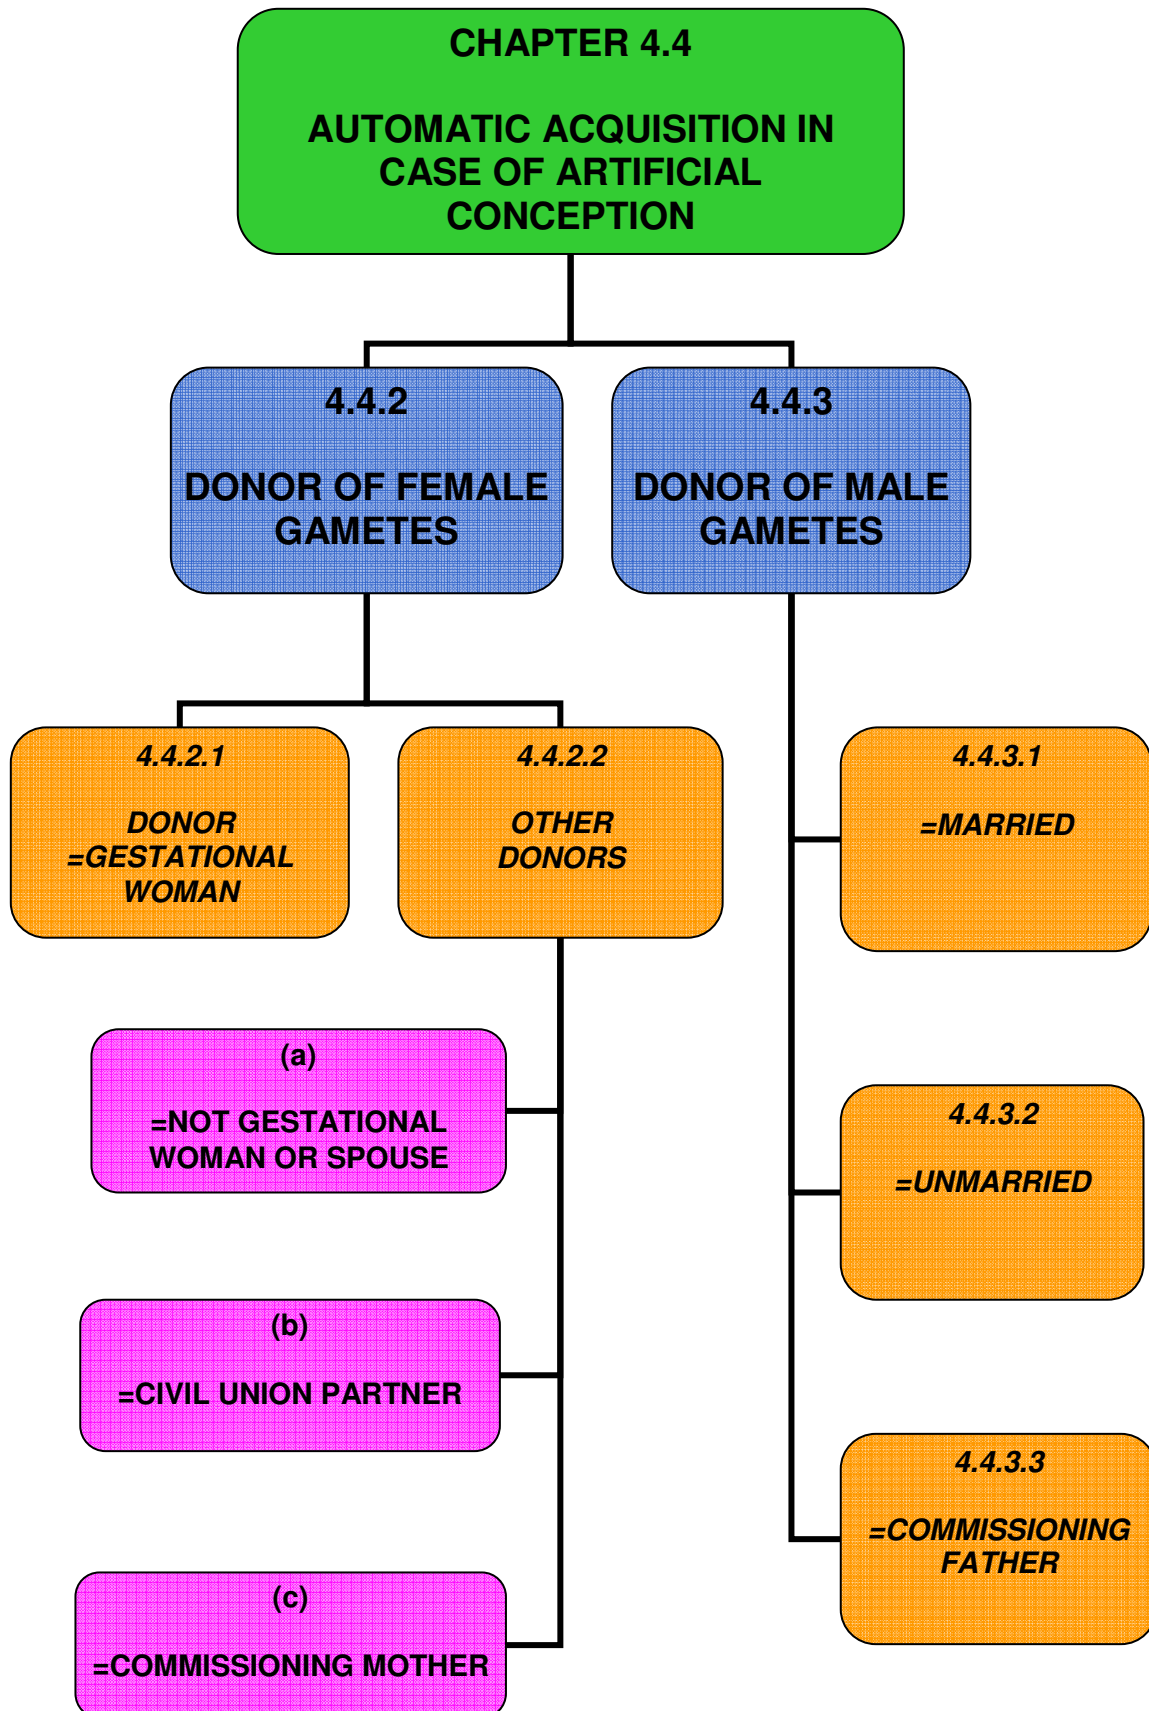 CHAPTER 4.4
AUTOMATIC ACQUISITION IN
CASE OF ARTIFICIAL
CONCEPTION
4.4.2
DONOR OF FEMALE
GAMETES
4.4.3
DONOR OF MALE
GAMETES
4.4.2.1
DONOR
=GESTATIONAL
WOMAN
4.4.2.2
OTHER
DONORS
4.4.3.1
=MARRIED
(a)
=NOT GESTATIONAL
WOMAN OR SPOUSE
4.4.3.2
=UNMARRIED
(b)
=CIVIL UNION PARTNER
4.4.3.3
=COMMISSIONING
FATHER
(c)
=COMMISSIONING MOTHER